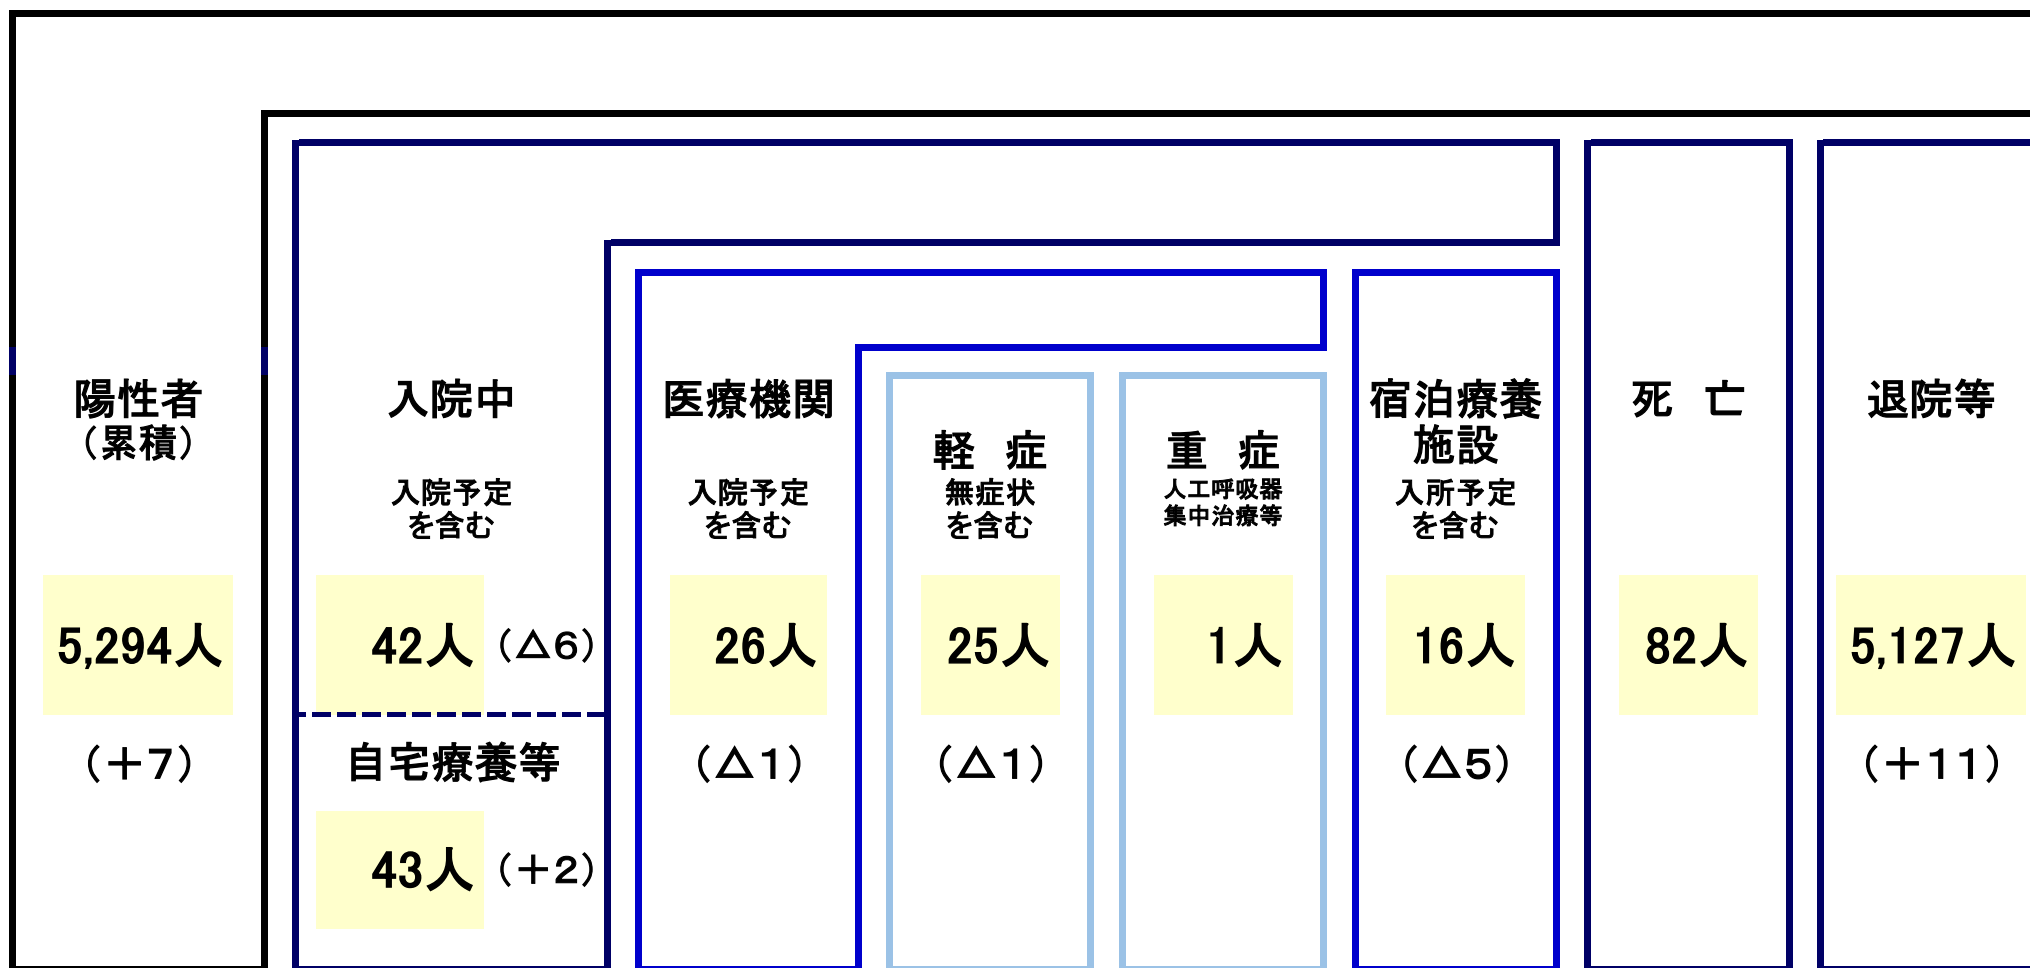 陽性者
（累積）
5,294人
（＋7）
入院中
入院予定
を含む
42人 （△6）
自宅療養等
43人 （＋2）
医療機関
入院予定
を含む
26人
（△1）
軽　症
無症状
を含む
25人
（△1）
重　症
人工呼吸器
集中治療等
1人
宿泊療養
施設
入所予定
を含む
16人
（△5）
死　亡
82人
退院等
5,127人
（＋11）